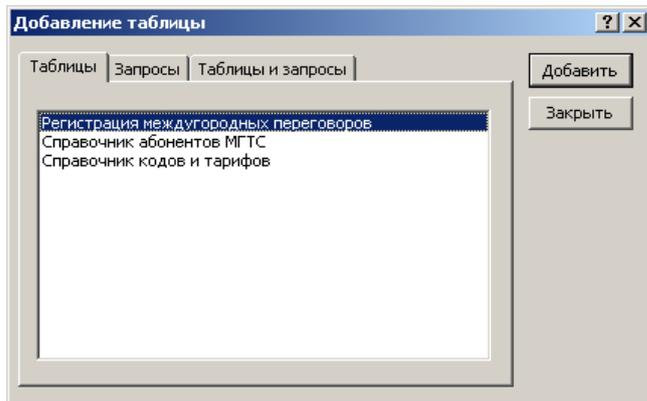 Добавление таблицы
Таблицы Запросы Таблицы и запросы
Добавить
Закрыть
Регистрация междугородных переговоров
Справочник абонентов МГТС
Справочник кодов и тарифов